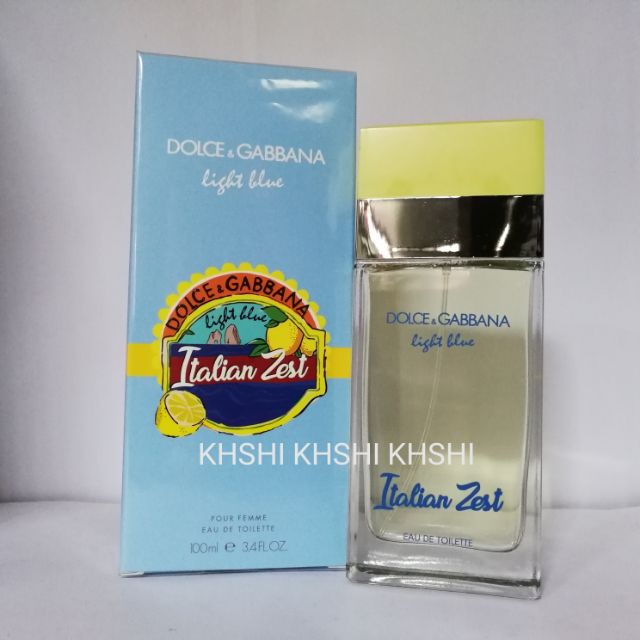 DOLCE & GABBANA
light blue
DOLCE & GABBANA
light blue
Italian Zest
POUR FEMME
EAU DE TOILETTE
100ml e 3.4FL.OZ.
DOLCE & GABBANA
light blue
Italian Zest
EAU DE TOILETTE
KHSHI KHSHI KHSHI